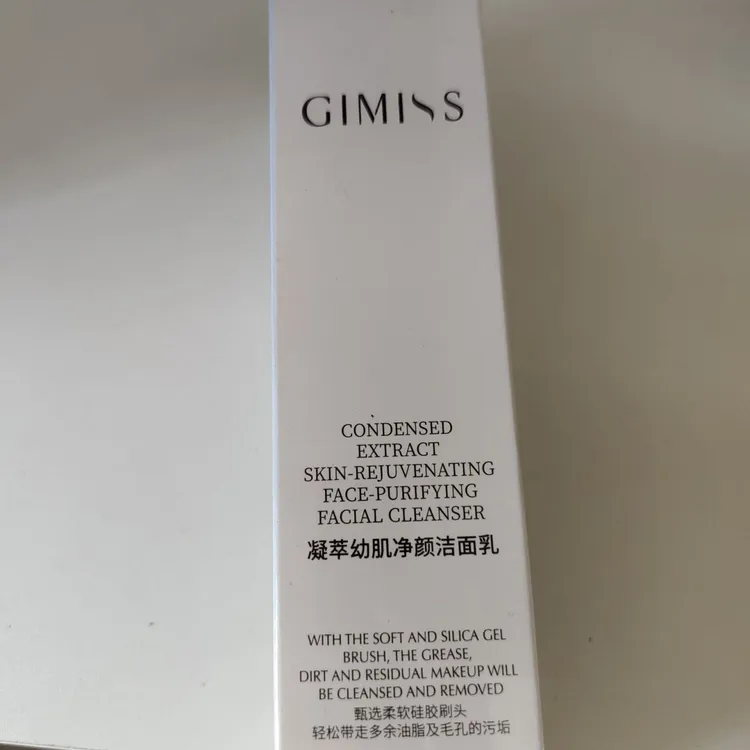 GIMISS
CONDENSED
EXTRACT
SKIN-REJUVENATING
FACE-PURIFYING
FACIAL CLEANSER
凝萃幼肌净颜洁面乳
WITH THE SOFT AND SILICA GEL
BRUSH, THE GREASE,
DIRT AND RESIDUAL MAKEUP WILL
BE CLEANSED AND REMOVED
甄选柔软硅胶刷头
轻松带走多余油脂及毛孔的污垢